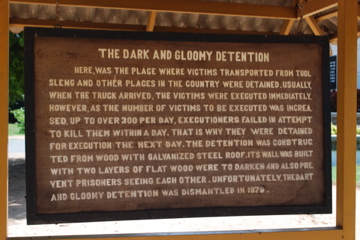 THE DARK AND GLOOMY DETENTION
HERE, WAS THE PLACE WHERE VICTIMS TRANSPORTED FROM TUOL
SLENG AND OTHER PLACES IN THE COUNTRY WERE DETAINED. USUALLY,
WHEN THE TRUCK ARRIVED, THE VICTIMS WERE EXECUTED IMMEDIATELY.
HOWEVER, AS THE NUMBER OF VICTIMS TO BE EXECUTED WAS INCREA
SED, UP TO OVER 300 PER DAY, EXECUTIONERS FAILED IN ATTEMPT
TO KILL THEM WITHIN A DAY. THAT IS WHY THEY WERE DETAINED
FOR EXECUTION THE NEXT DAY. THE DETENTION WAS CONSTRUC
TED FROM WOOD WITH GALVANIZED STEEL ROOF. ITS WALL WAS BUILT
WITH TWO LAYERS OF FLAT WOOD WERE TO DARKEN AND ALSO PRE
VENT PRISONERS SEEING EACH OTHER. UNFORTUNATELY, THE DART
AND GLOOMY DETENTION WAS DISMANTLED IN 1979.